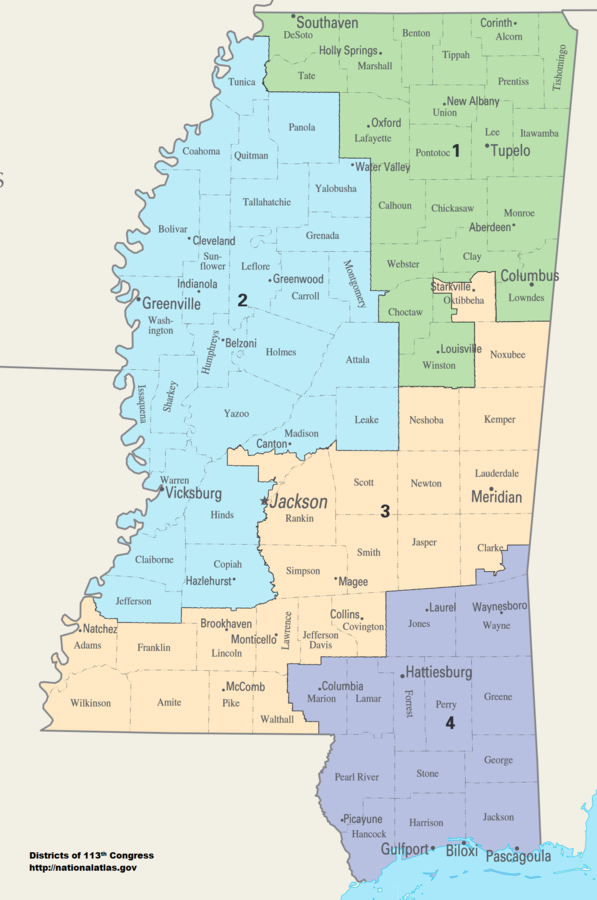 Southaven
DeSoto
Corinth
Alcorn
Benton
Tishomingo
Holly Springs
Marshall
Tippah
Tate
Tunica
Prentiss
New Albany
Union
Panola
Oxford
Lafayette
Lee
Itawamba
Pontotoc
1
Tupelo
Coahoma
Quitman
Water Valley
Yalobusha
Tallahatchie
Calhoun
Chickasaw
Monroe
Aberdeen
Bolivar
Cleveland
Grenada
Sun-
flower
Leflore
Webster
Clay
Montgomery
Indianola
Greenwood
Carroll
Starkville
Oktibbeha
Columbus
Lowndes
2
Greenville
Wash-
ington
Choctaw
Humphreys
Belzoni
Holmes
Attala
Louisville
Winston
Noxubee
Issaquena
Sharkey
Yazoo
Leake
Neshoba
Kemper
Madison
Canton
Warren
Vicksburg
Scott
Newton
Lauderdale
Meridian
Jackson
Rankin
Hinds
3
Claiborne
Copiah
Hazlehurst
Simpson
Smith
Jasper
Clarke
Magee
Jefferson
Natchez
Adams
Franklin
Brookhaven
Monticello
Lincoln
Lawrence
Jefferson
Davis
Collins
Covington
Laurel
Jones
Waynesboro
Wayne
Wilkinson
Amite
McComb
Pike
Walthall
Columbia
Marion
Lamar
Hattiesburg
Forrest
Perry
Greene
4
Pearl River
Stone
George
Picayune
Hancock
Harrison
Jackson
Gulfport
Biloxi
Pascagoula
Districts of 113th Congress
http://nationalatlas.gov